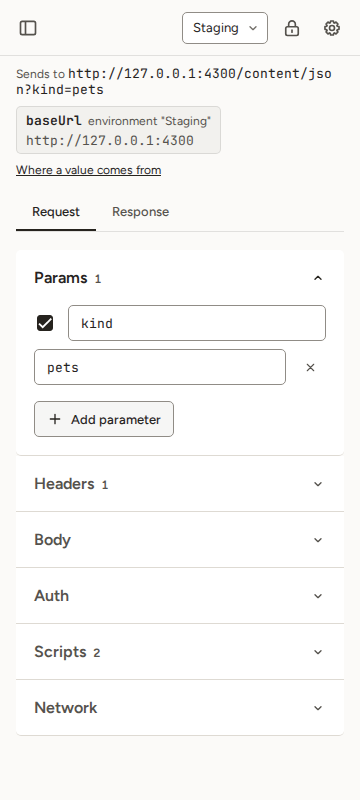 Staging
Sends to http://127.0.0.1:4300/content/jso
n?kind=pets
baseUrl environment "Staging"
http://127.0.0.1:4300
Where a value comes from
Request Response
Params 1
kind
pets
Add parameter
Headers 1
Body
Auth
Scripts 2
Network